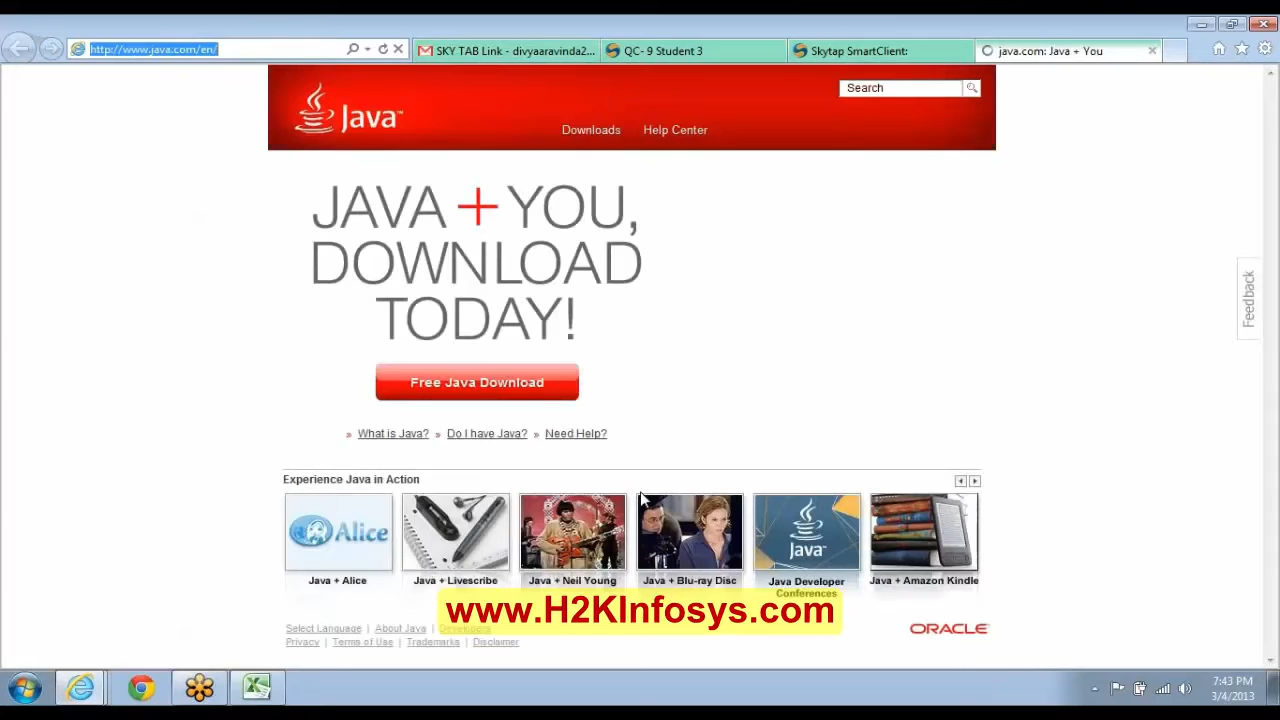 http://www.java.com/en/
SKY TAB Link - divyaaravinda2...
QC- 9 Student 3
Skytap SmartClient:
java.com: Java + You
Java™
Search
Downloads
Help Center
JAVA + YOU,
DOWNLOAD
TODAY!
Free Java Download
» What is Java? » Do I have Java? » Need Help?
Feedback
Experience Java in Action
Alice
Java
Java + Alice
Java + Livescribe
Java + Neil Young
Java + Blu-ray Disc
Java Developer
Conferences
Java + Amazon Kindle
www.H2KInfosys.com
Select Language | About Java | Developers
Privacy | Terms of Use | Trademarks | Disclaimer
ORACLE
7:43 PM
3/4/2013